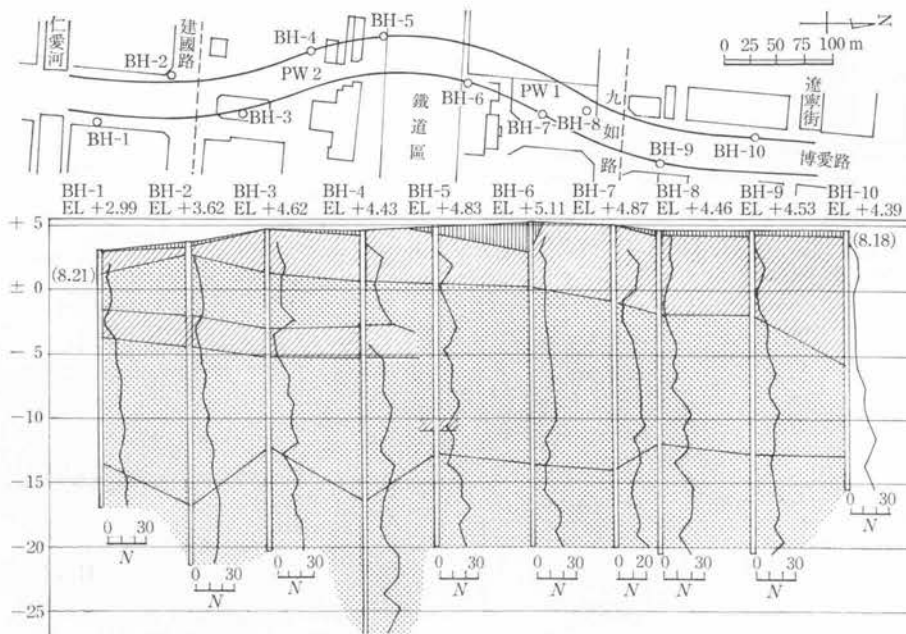 仁愛河
建國路
BH-1
BH-2
BH-3
BH-4
BH-5
PW 2
鐵道區
BH-6
PW 1
BH-7
BH-8
九如路
BH-9
BH-10
遼寧街
博愛路
N
0 25 50 75 100 m
BH-1 BH-2 BH-3 BH-4 BH-5 BH-6 BH-7 BH-8 BH-9 BH-10
EL +2.99 EL +3.62 EL +4.62 EL +4.43 EL +4.83 EL +5.11 EL +4.87 EL +4.46 EL +4.53 EL +4.39
+ 5
(8.21)
(8.18)
± 0
− 5
−10
−15
−20
−25
0 30
N
0 30
N
0 30
N
0 30
N
0 30
N
0 20
N
0 30
N
0 30
N
0 30
N